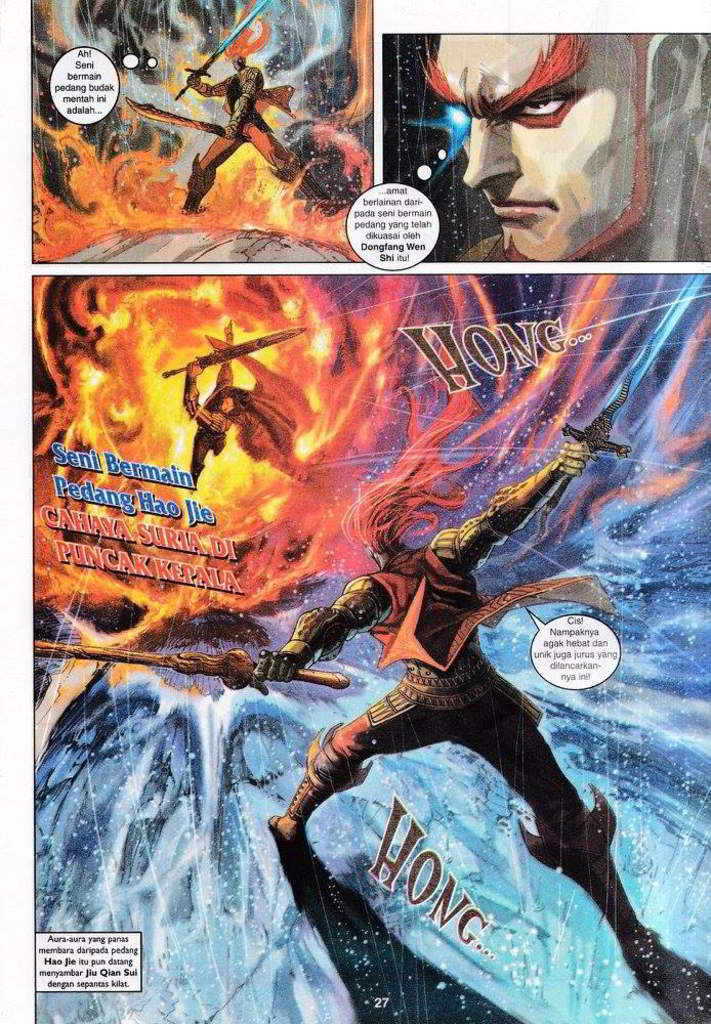 Ah!
Seni
bermain
pedang budak
mentah ini
adalah...
...amat
berlainan dari-
pada seni bermain
pedang yang
dikuasai oleh
Dongfang Wen
Shi itu!
HONG...
Seni Bermain
Pedang Hao Jie
CAHAYA SURIA DI
PUNCAK KEPALA
Cis!
Nampaknya
agak hebat dan
unik juga jurus yang
dilancarkan-
nya ini!
HONG
HONG...
Aura-aura yang panas
membara daripada pedang
Hao Jie itu pun datang
menyambar Jiu Qian Sui
dengan sepantas kilat.
27